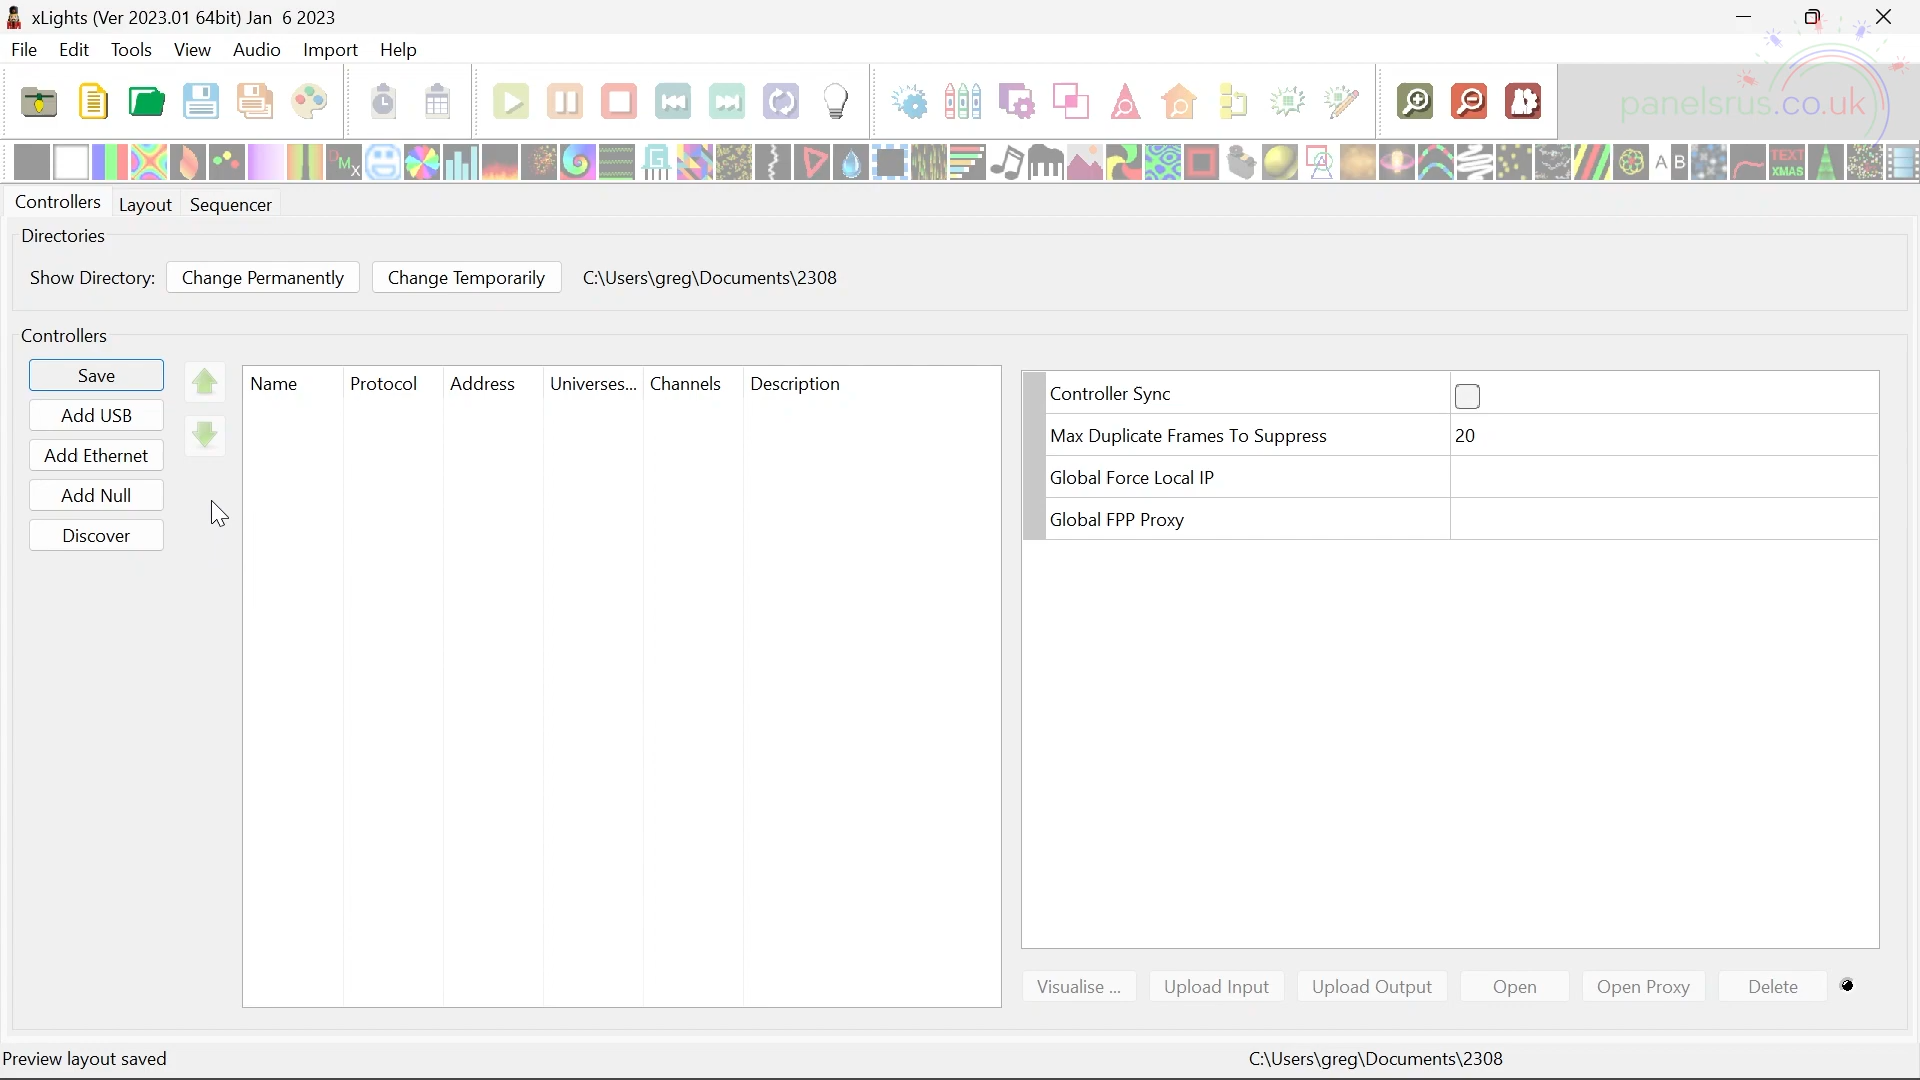 xLights (Ver 2023.01 64bit) Jan 6 2023
File Edit Tools View Audio Import Help
panelsrus.co.uk
DMX
A B
TEXT
XMAS
Controllers Layout Sequencer
Directories
Show Directory: Change Permanently Change Temporarily C:\Users\greg\Documents\2308
Controllers
Save
Add USB
Add Ethernet
Add Null
Discover
Name Protocol Address Universes... Channels Description
Controller Sync
Max Duplicate Frames To Suppress 20
Global Force Local IP
Global FPP Proxy
Visualise ... Upload Input Upload Output Open Open Proxy Delete
Preview layout saved C:\Users\greg\Documents\2308